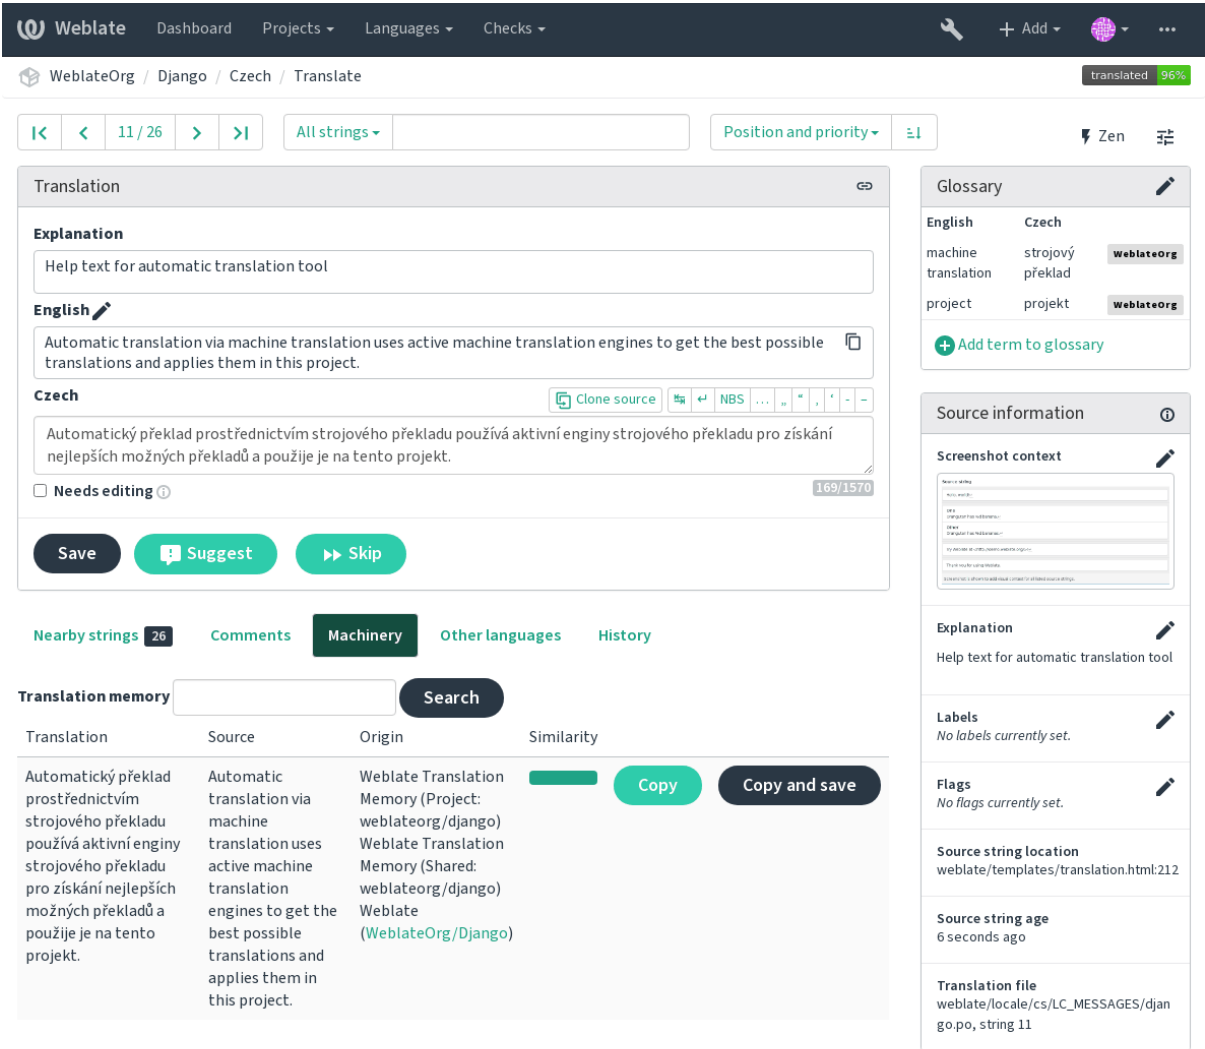 Weblate Dashboard Projects Languages Checks Add
WeblateOrg / Django / Czech / Translate translated 96%
11 / 26 All strings Position and priority Zen
Translation
Explanation
Help text for automatic translation tool
English
Automatic translation via machine translation uses active machine translation engines to get the best possible
translations and applies them in this project.
Czech Clone source ↹ ↵ NBS … „ “ ‚ ‘ - –
Automatický překlad prostřednictvím strojového překladu používá aktivní enginy strojového překladu pro získání
nejlepších možných překladů a použije je na tento projekt.
Needs editing 169/1570
Save Suggest Skip
Nearby strings 26 Comments Machinery Other languages History
Translation memory Search
Translation Source Origin Similarity
Automatický překlad
prostřednictvím
strojového překladu
používá aktivní enginy
strojového překladu
pro získání nejlepších
možných překladů a
použije je na tento
projekt.
Automatic
translation via
machine
translation uses
active machine
translation
engines to get the
best possible
translations and
applies them in
this project.
Weblate Translation
Memory (Project:
weblateorg/django)
Weblate Translation
Memory (Shared:
weblateorg/django)
Weblate
(WeblateOrg/Django)
Copy Copy and save
Glossary
English Czech
machine
translation
strojový
překlad
WeblateOrg
project projekt WeblateOrg
Add term to glossary
Source information
Screenshot context
Source string
Explanation
Help text for automatic translation tool
Labels
No labels currently set.
Flags
No flags currently set.
Source string location
weblate/templates/translation.html:212
Source string age
6 seconds ago
Translation file
weblate/locale/cs/LC_MESSAGES/djan
go.po, string 11